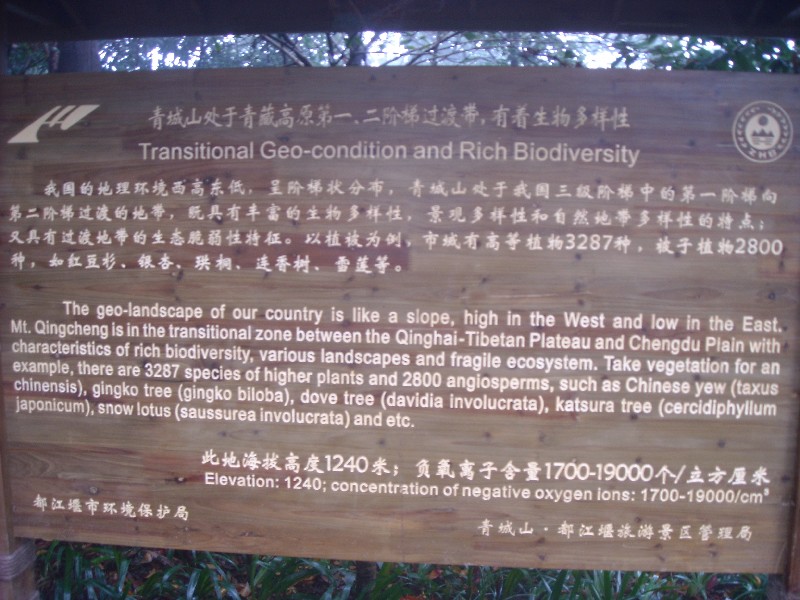 青城山处于青藏高原第一、二阶梯过渡带，有着生物多样性
Transitional Geo-condition and Rich Biodiversity
我国的地理环境西高东低，呈阶梯状分布，青城山处于我国三级阶梯中的第一阶梯向
第二阶梯过渡的地带，既具有丰富的生物多样性，景观多样性和自然地带多样性的特点；
又具有过渡地带的生态脆弱性特征。以植被为例，市域有高等植物3287种，被子植物2800
种，如红豆杉、银杏、珙桐、连香树、雪莲等。
The geo-landscape of our country is like a slope, high in the West and low in the East.
Mt. Qingcheng is in the transitional zone between the Qinghai-Tibetan Plateau and Chengdu Plain with
characteristics of rich biodiversity, various landscapes and fragile ecosystem. Take vegetation for an
example, there are 3287 species of higher plants and 2800 angiosperms, such as Chinese yew (taxus
chinensis), gingko tree (gingko biloba), dove tree (davidia involucrata), katsura tree (cercidiphyllum
japonicum), snow lotus (saussurea involucrata) and etc.
此地海拔高度1240米；负氧离子含量1700-19000个/立方厘米
Elevation: 1240; concentration of negative oxygen ions: 1700-19000/cm³
都江堰市环境保护局
青城山·都江堰旅游景区管理局